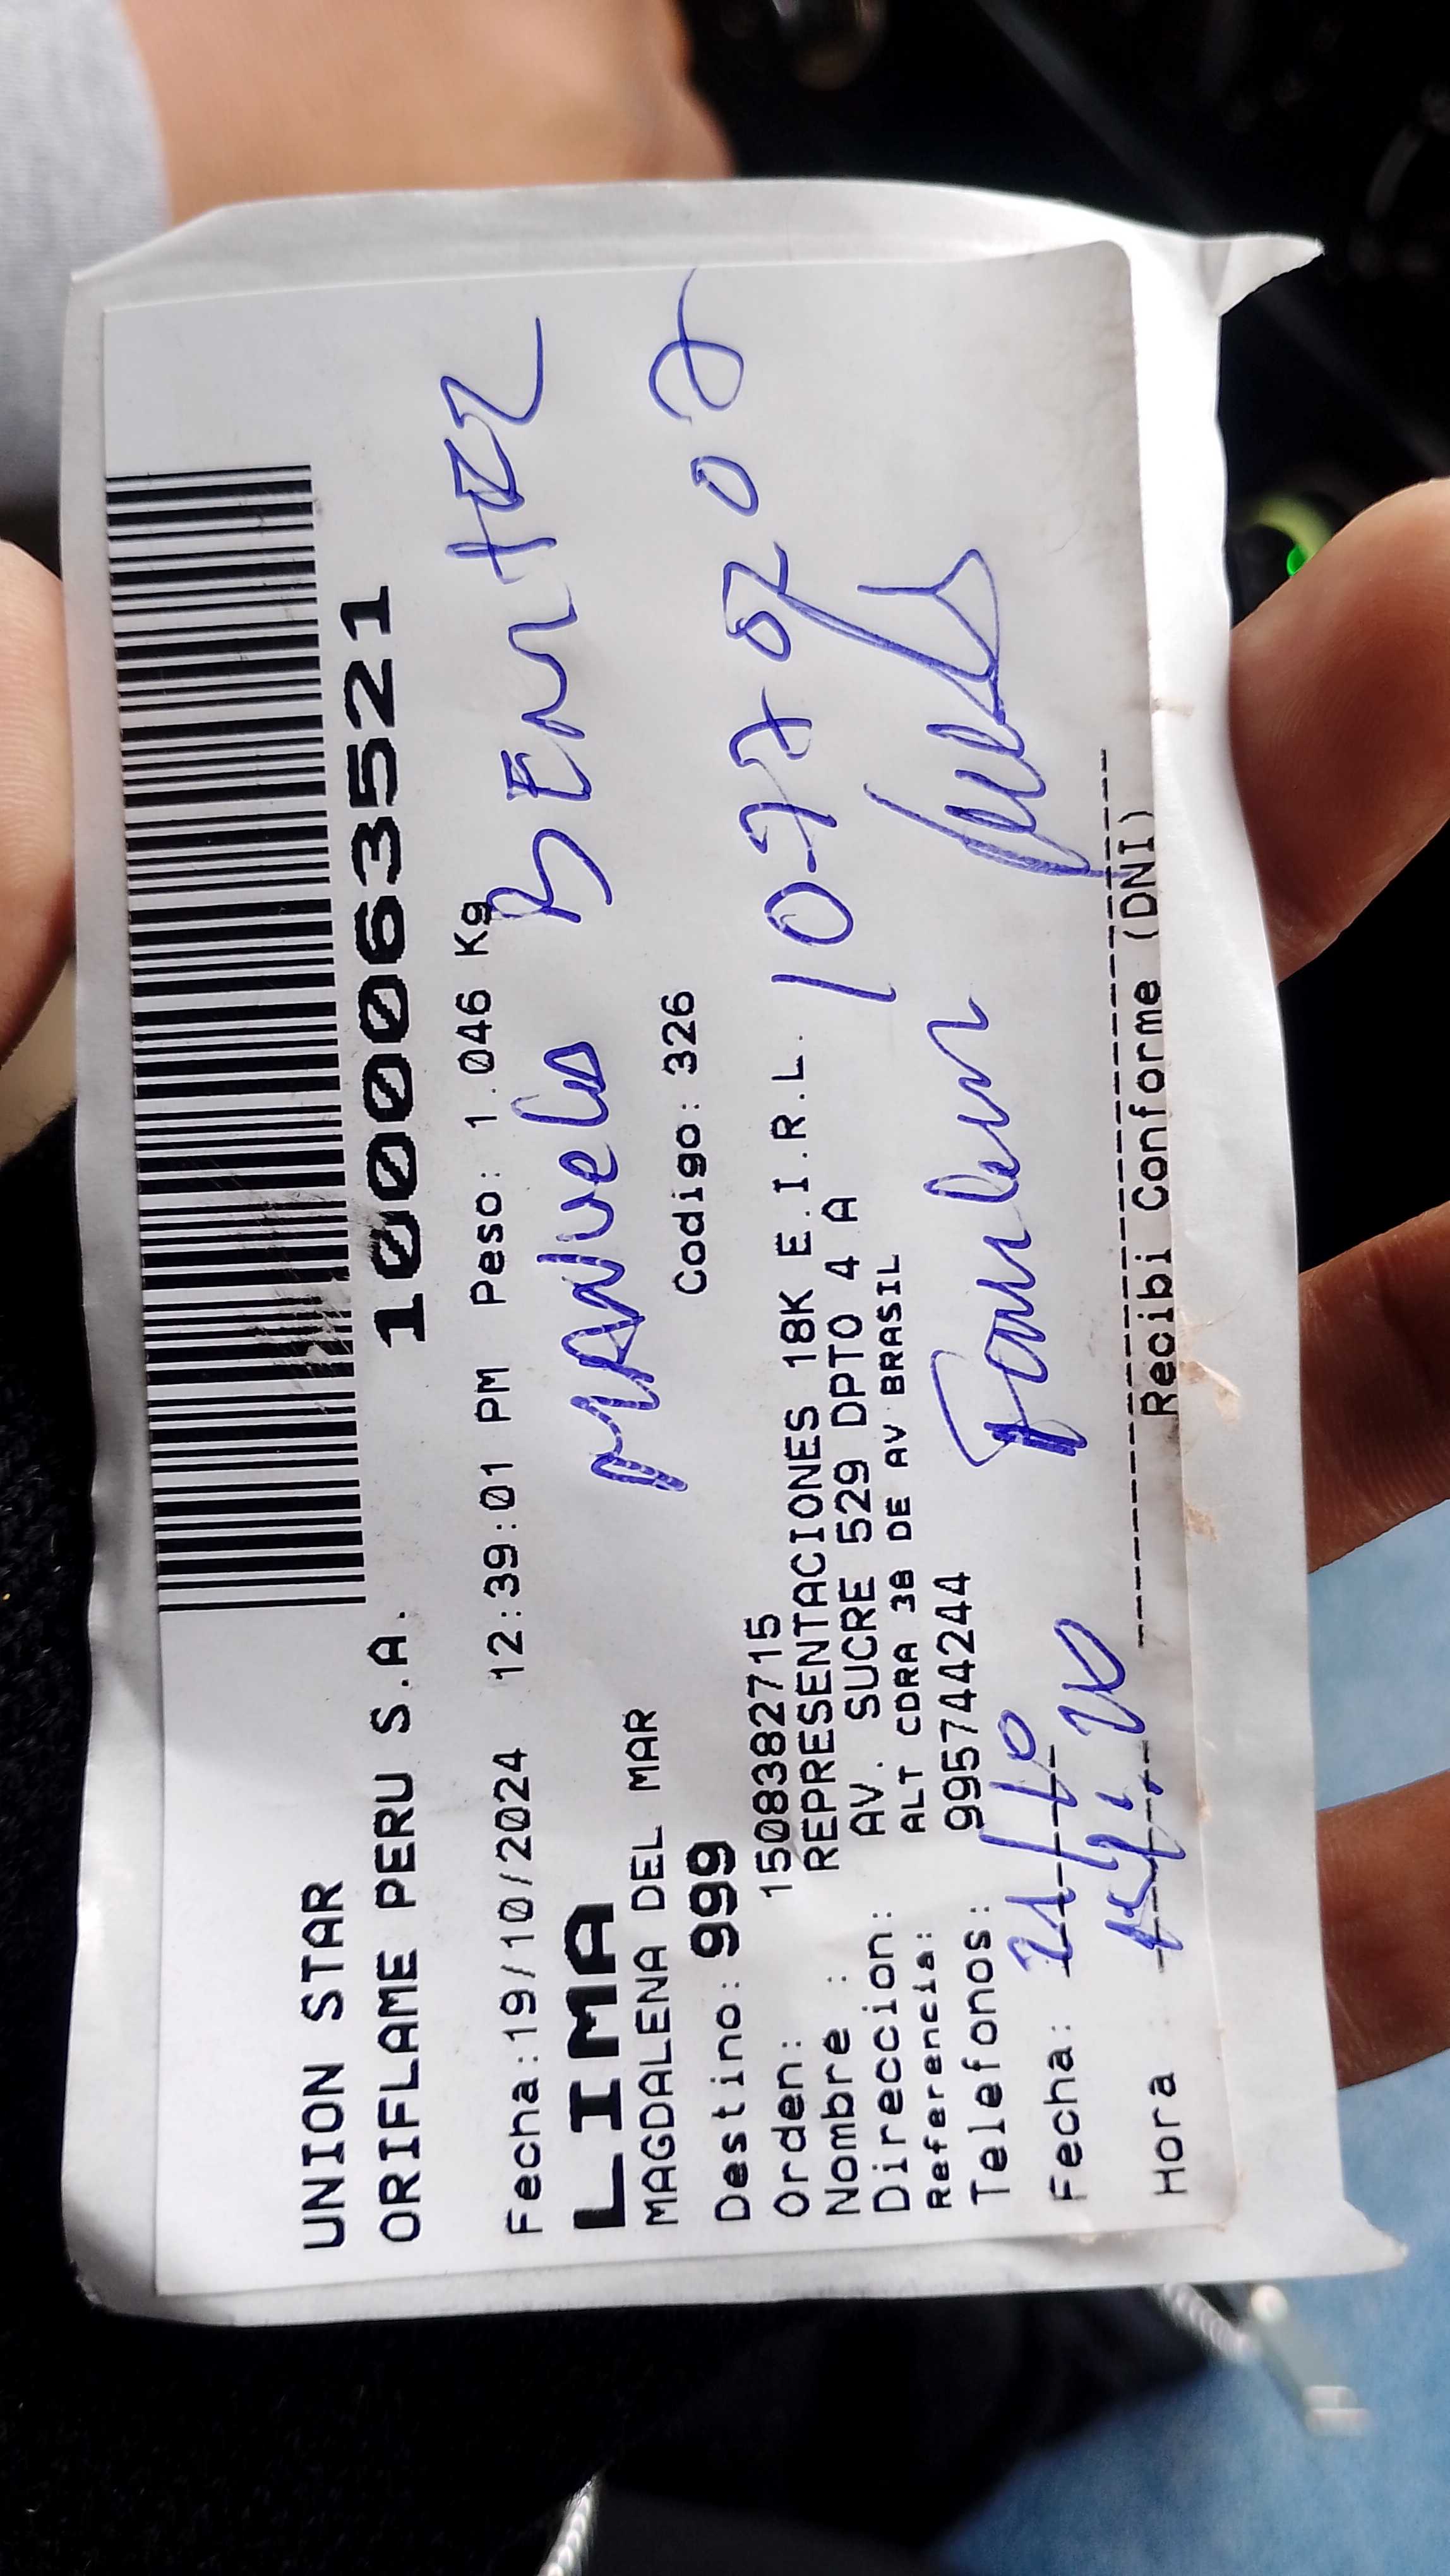 UNION STAR
ORIFLAME PERU S.A.
1000063521
Fecha:19/10/2024 12:39:01 PM Peso: 1.046 Kg
LIMA
MANUELA BENITEZ
MAGDALENA DEL MAR
Codigo: 326
Destino: 999
Orden: 1508382715
Nombre : REPRESENTACIONES 18K E.I.R.L.
Direccion: AV. SUCRE 529 DPTO 4 A
Referencia: ALT CDRA 38 DE AV BRASIL
Telefonos: 995744244
Fecha: 21/10
Hora
Recibi Conforme (DNI)